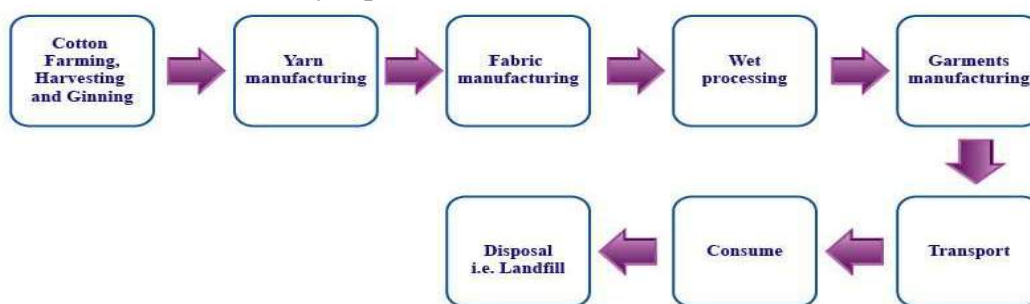 Cotton
Farming,
Harvesting
and Ginning
Yarn
manufacturing
Fabric
manufacturing
Wet
processing
Garments
manufacturing
Transport
Consume
Disposal
i.e. Landfill